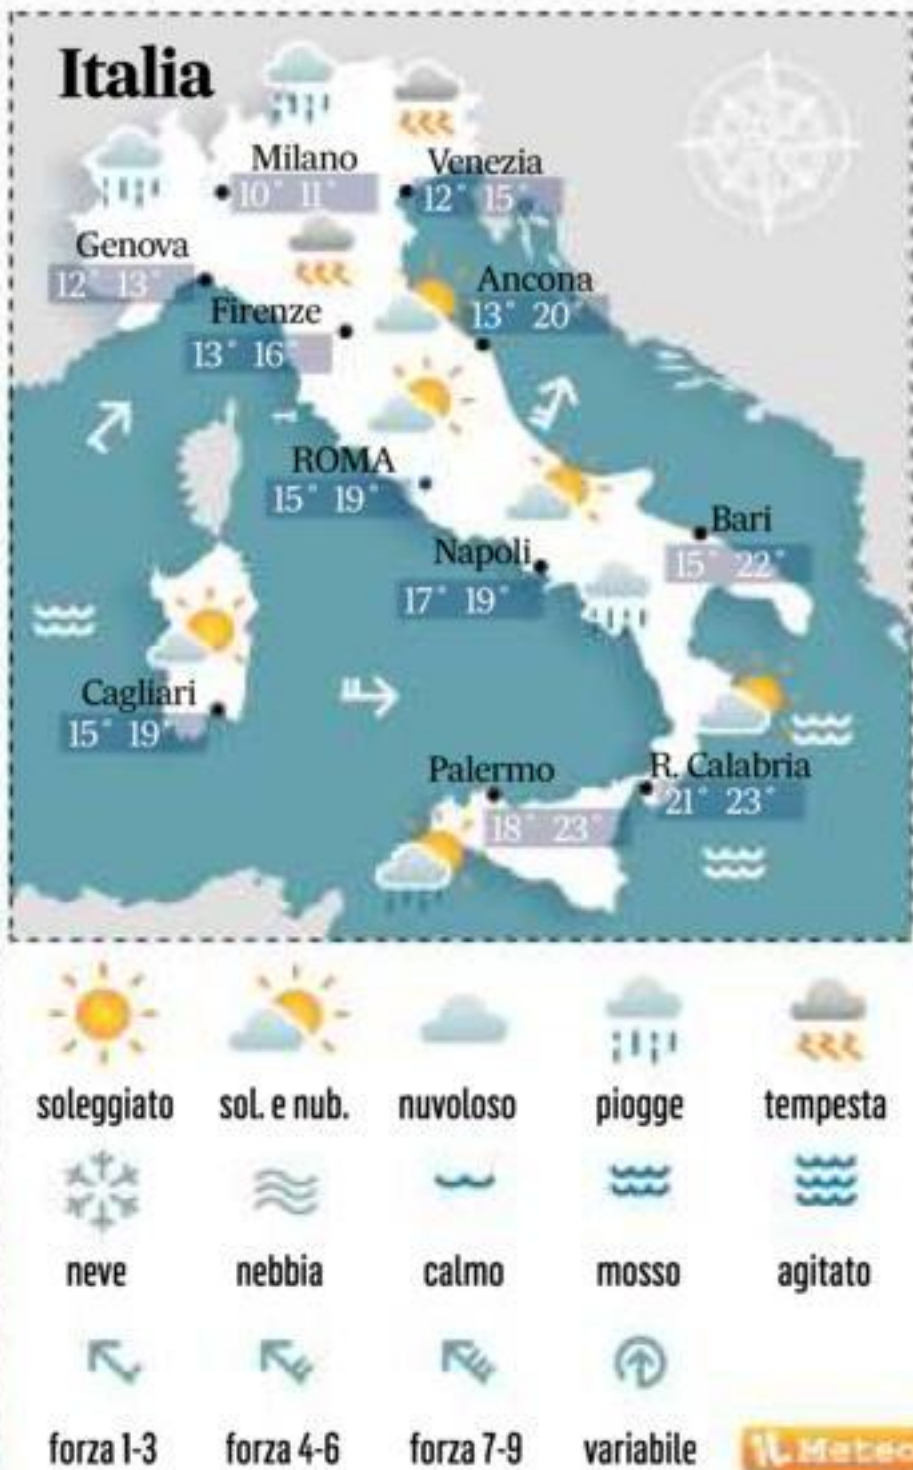 Italia
Milano
10° 11°
Venezia
12° 15°
Genova
12° 13°
Firenze
13° 16°
Ancona
13° 20°
ROMA
15° 19°
Bari
15° 22°
Napoli
17° 19°
Cagliari
15° 19°
Palermo
18° 23°
R. Calabria
21° 23°
soleggiato sol. e nub. nuvoloso piogge tempesta
neve nebbia calmo mosso agitato
forza 1-3 forza 4-6 forza 7-9 variabile
iL Meteo